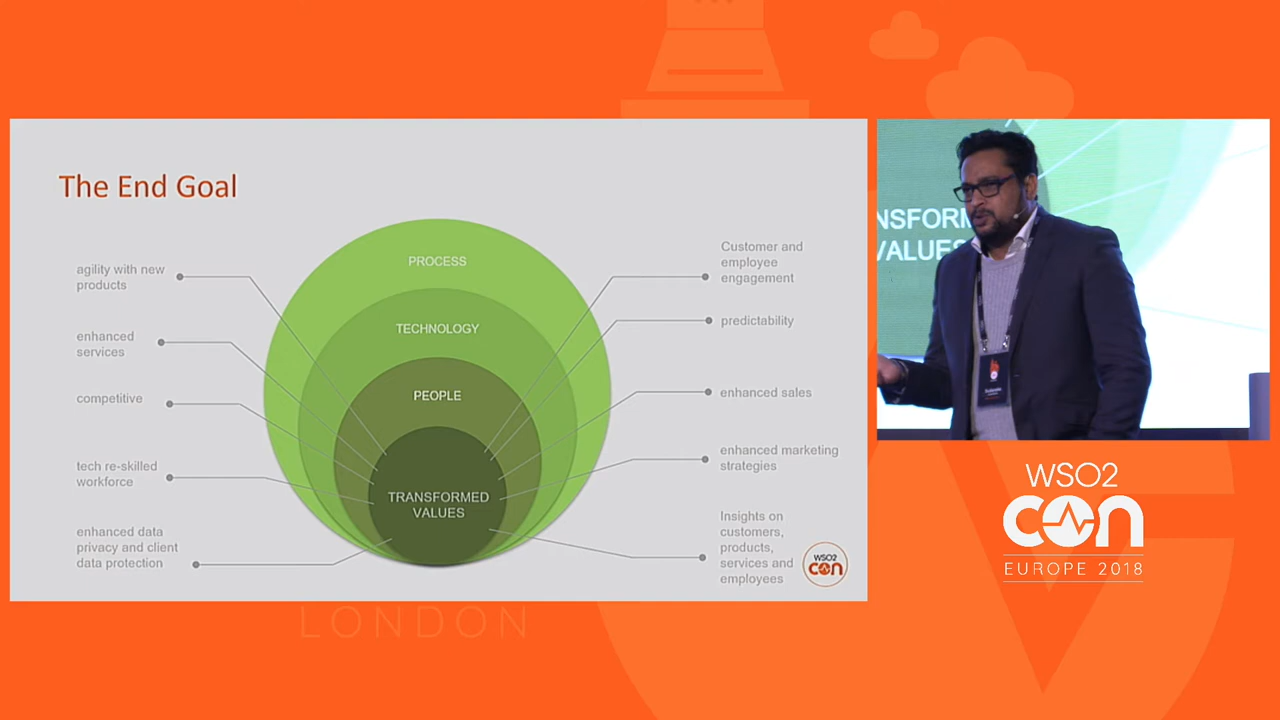 The End Goal
PROCESS
TECHNOLOGY
PEOPLE
TRANSFORMED
VALUES
agility with new
products
enhanced
services
competitive
tech re-skilled
workforce
enhanced data
privacy and client
data protection
Customer and
employee
engagement
predictability
enhanced sales
enhanced marketing
strategies
Insights on
customers,
products,
services and
employees
WSO2
CON
NSFORM
VALUES
WSO2
CON
EUROPE 2018
LONDON